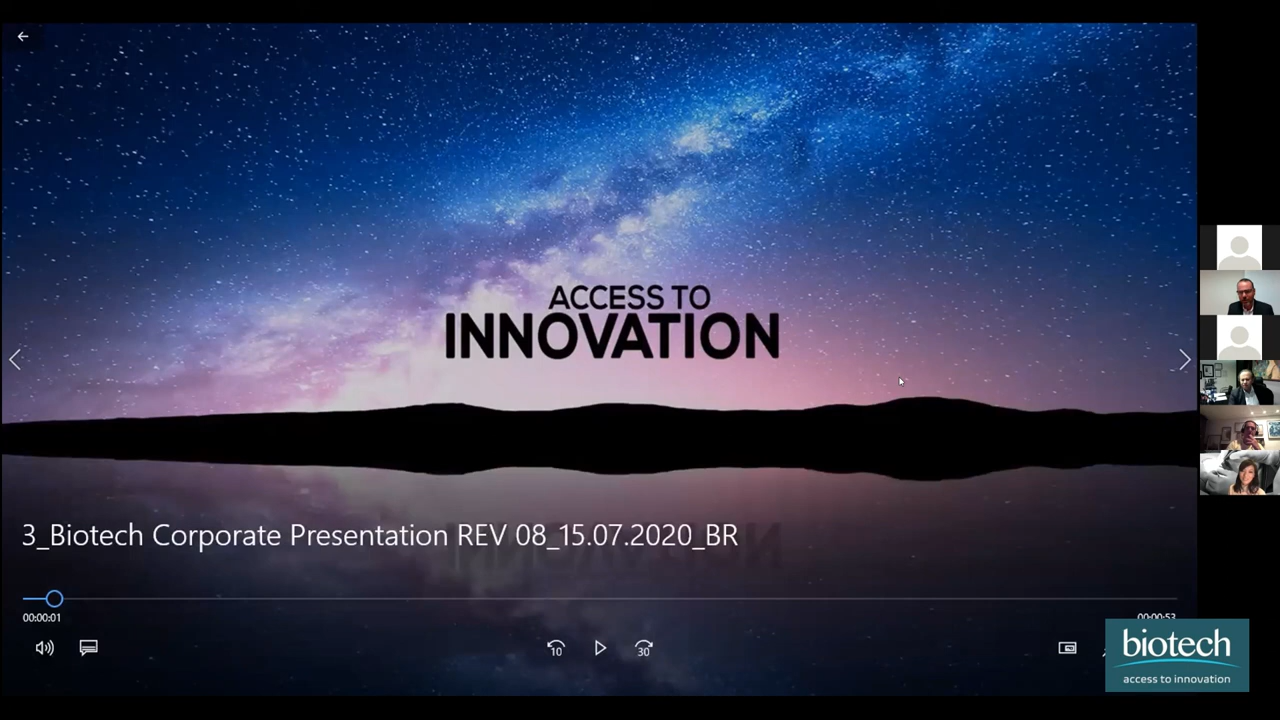 ACCESS TO
INNOVATION
3_Biotech Corporate Presentation REV 08_15.07.2020_BR
00:00:01
00:00:53
10
30
biotech
access to innovation